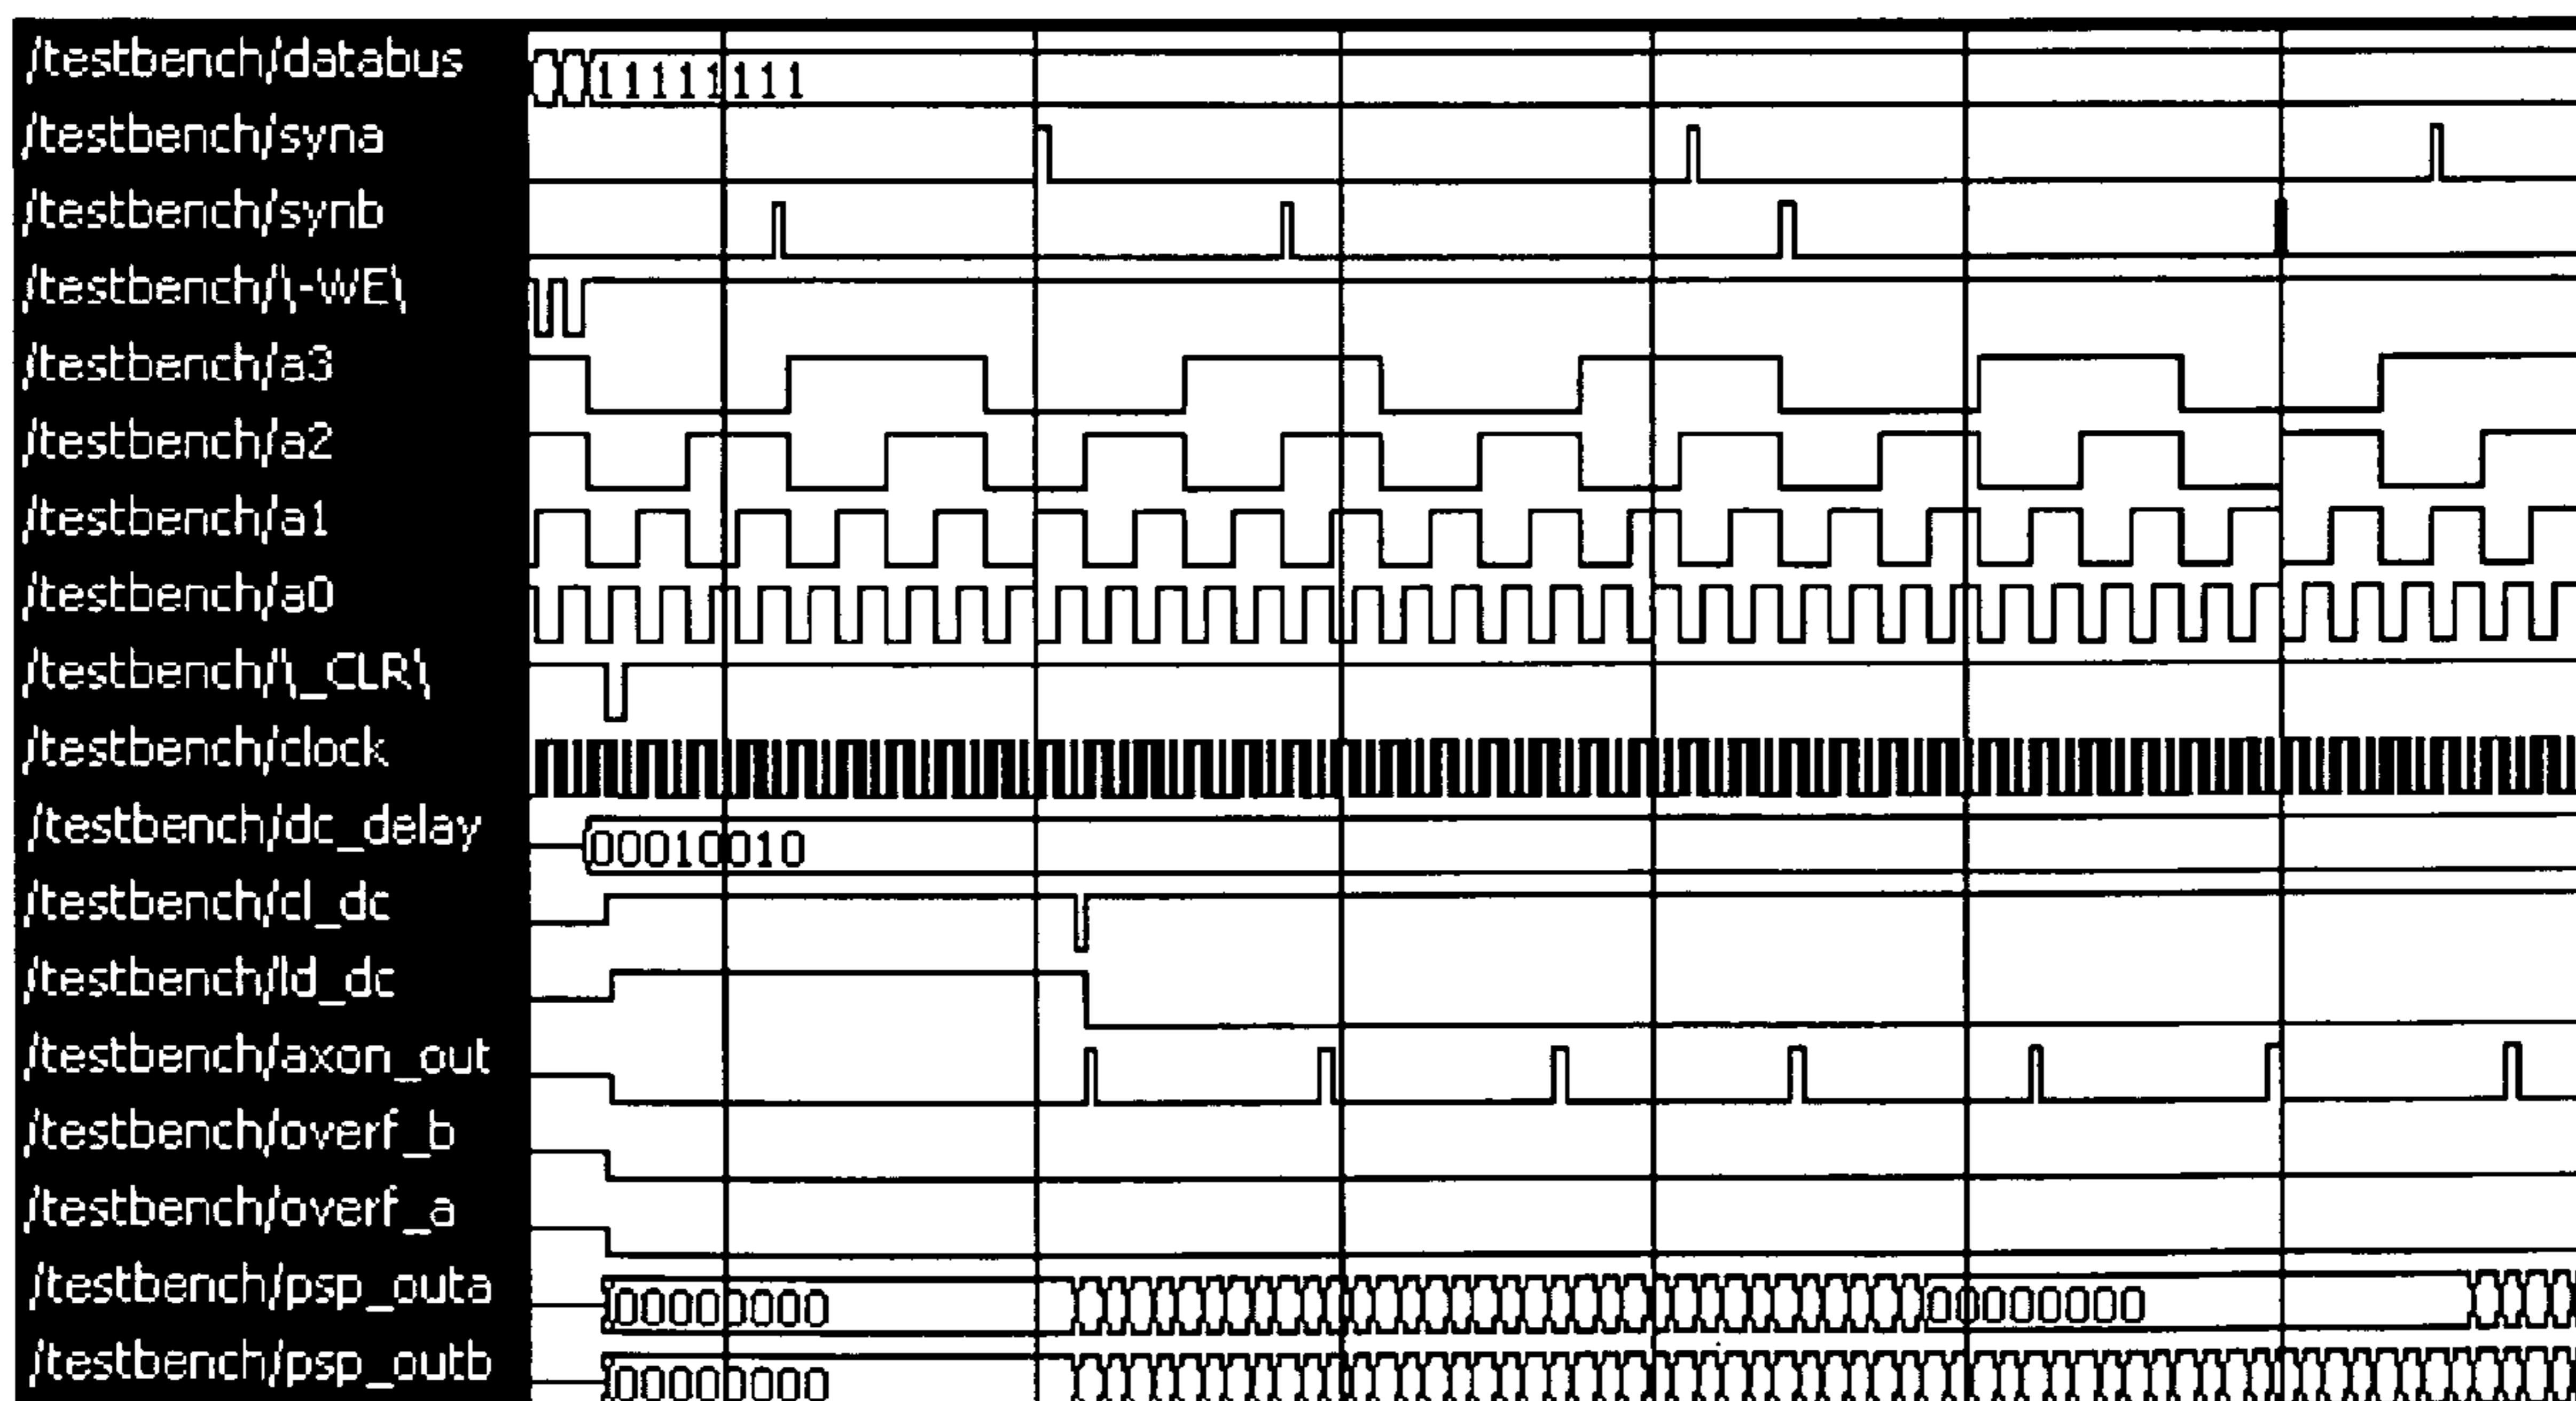 /testbench/databus 11111111
/testbench/syna
/testbench/synb
/testbench/\-WE\
/testbench/a3
/testbench/a2
/testbench/a1
/testbench/a0
/testbench/\_CLR\
/testbench/clock
/testbench/dc_delay 00010010
/testbench/cl_dc
/testbench/ld_dc
/testbench/axon_out
/testbench/overf_b
/testbench/overf_a
/testbench/psp_outa 00000000 00000000
/testbench/psp_outb 00000000